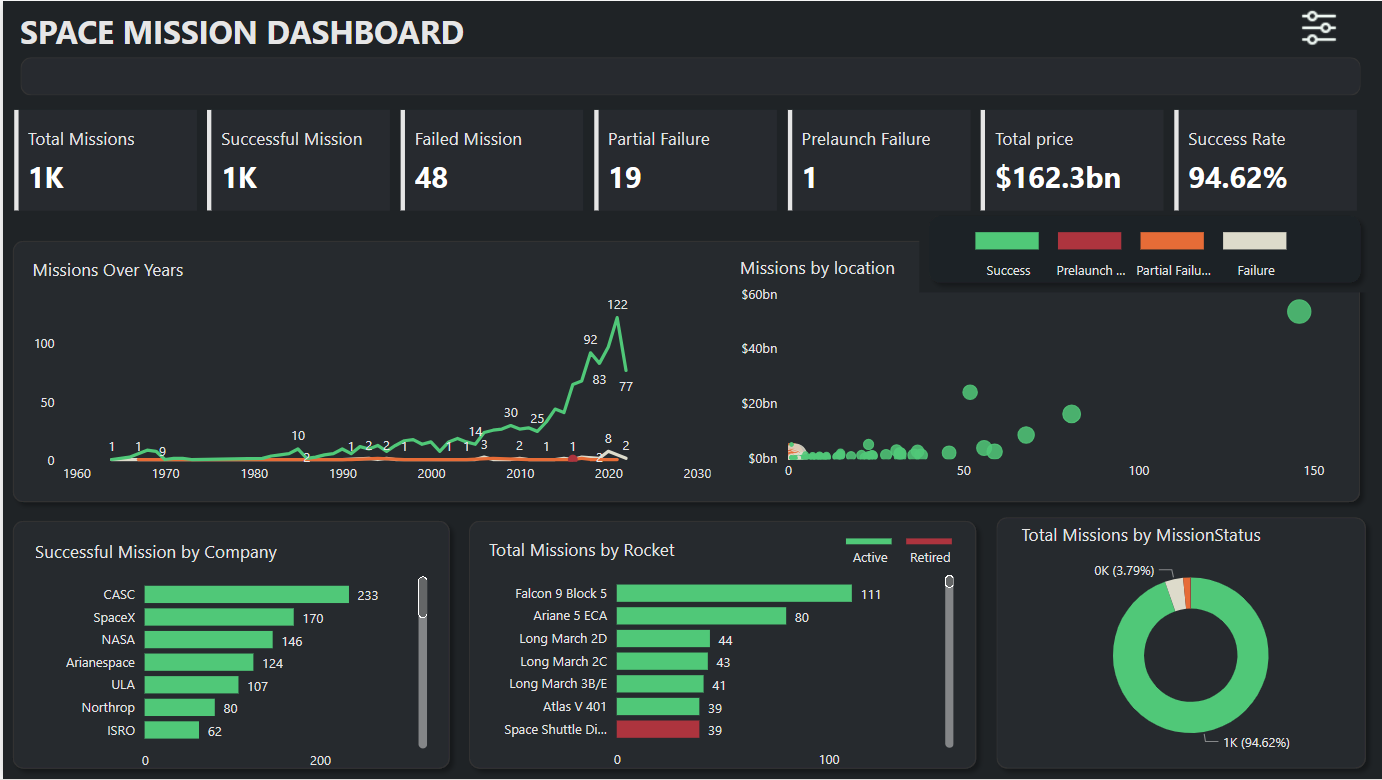 SPACE MISSION DASHBOARD
Total Missions
1K
Successful Mission
1K
Failed Mission
48
Partial Failure
19
Prelaunch Failure
1
Total price
$162.3bn
Success Rate
94.62%
Success
Prelaunch ...
Partial Failu...
Failure
Missions Over Years
100
50
0
1960
1970
1980
1990
2000
2010
2020
2030
1
1
9
10
2
1
2
2
1
1
1
14
3
30
2
25
1
1
92
83
2
8
122
77
2
Missions by location
$60bn
$40bn
$20bn
$0bn
0
50
100
150
Successful Mission by Company
CASC 233
SpaceX 170
NASA 146
Arianespace 124
ULA 107
Northrop 80
ISRO 62
0 200
Total Missions by Rocket
Active
Retired
Falcon 9 Block 5 111
Ariane 5 ECA 80
Long March 2D 44
Long March 2C 43
Long March 3B/E 41
Atlas V 401 39
Space Shuttle Di... 39
0 100
Total Missions by MissionStatus
0K (3.79%)
1K (94.62%)